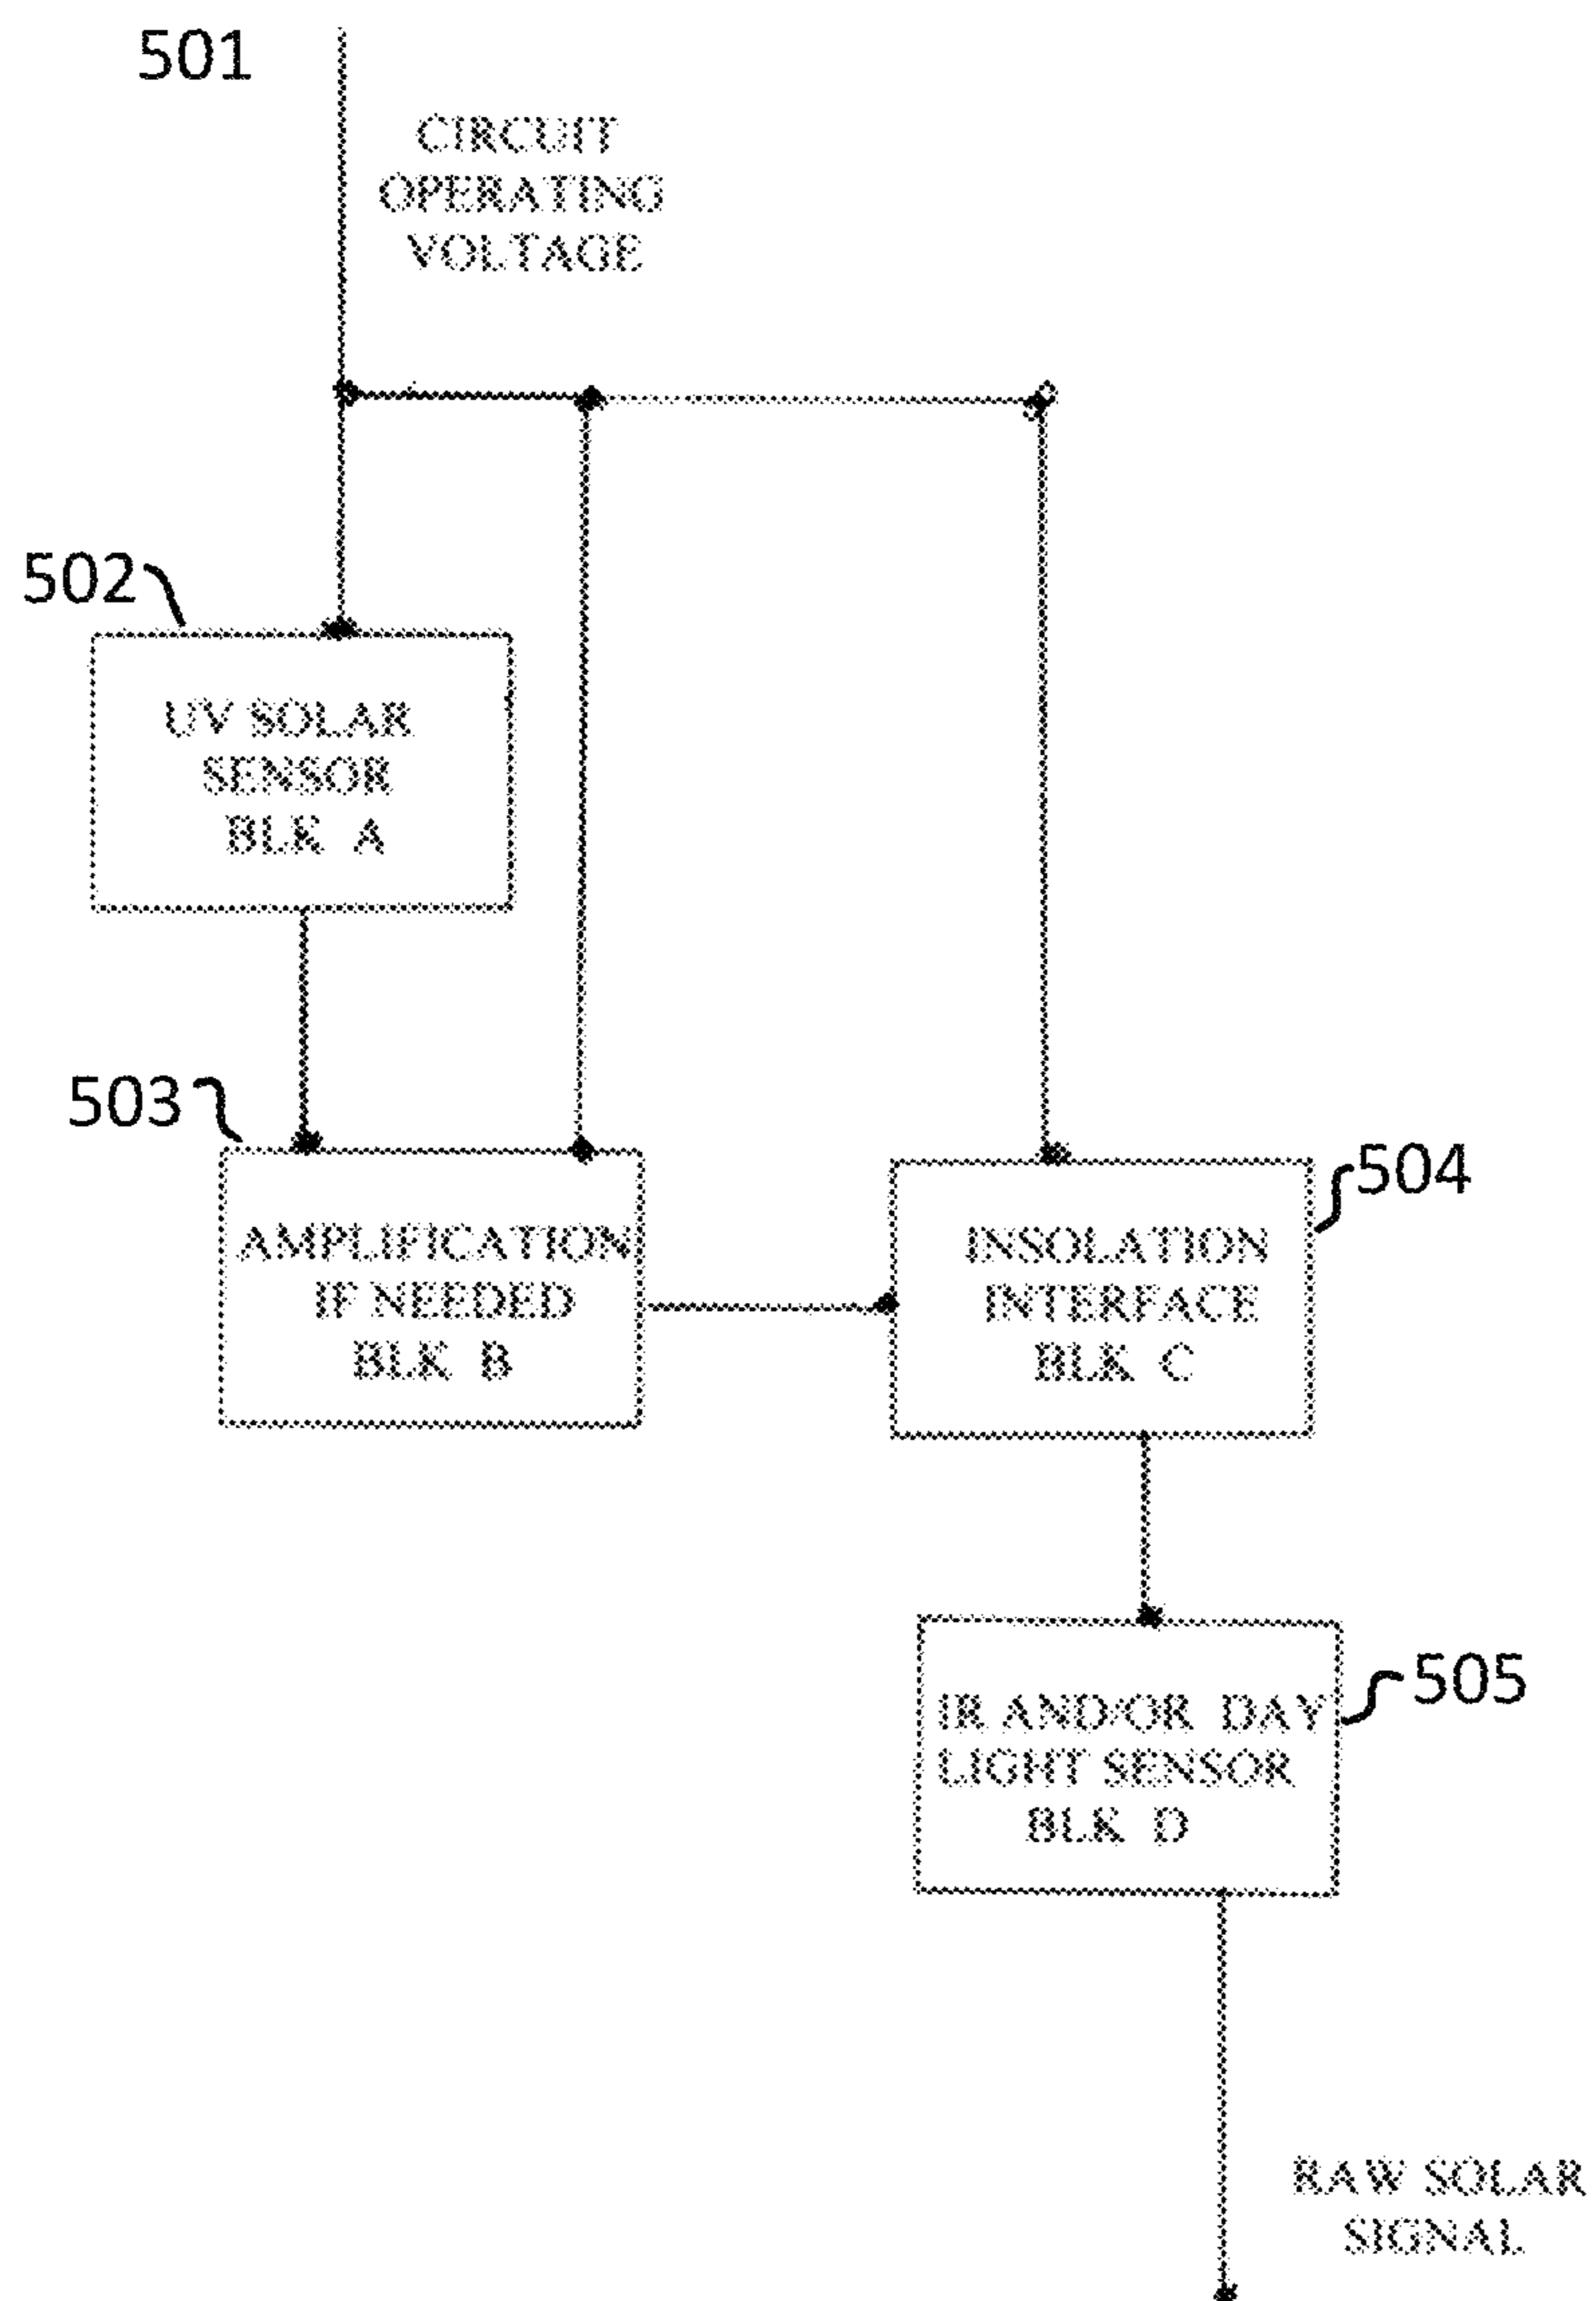 501
CIRCUIT
OPERATING
VOLTAGE
502
UV SOLAR
SENSOR
BLK A
503
AMPLIFICATION
IF NEEDED
BLK B
504
INSOLATION
INTERFACE
BLK C
505
IR AND/OR DAY
LIGHT SENSOR
BLK D
RAW SOLAR
SIGNAL